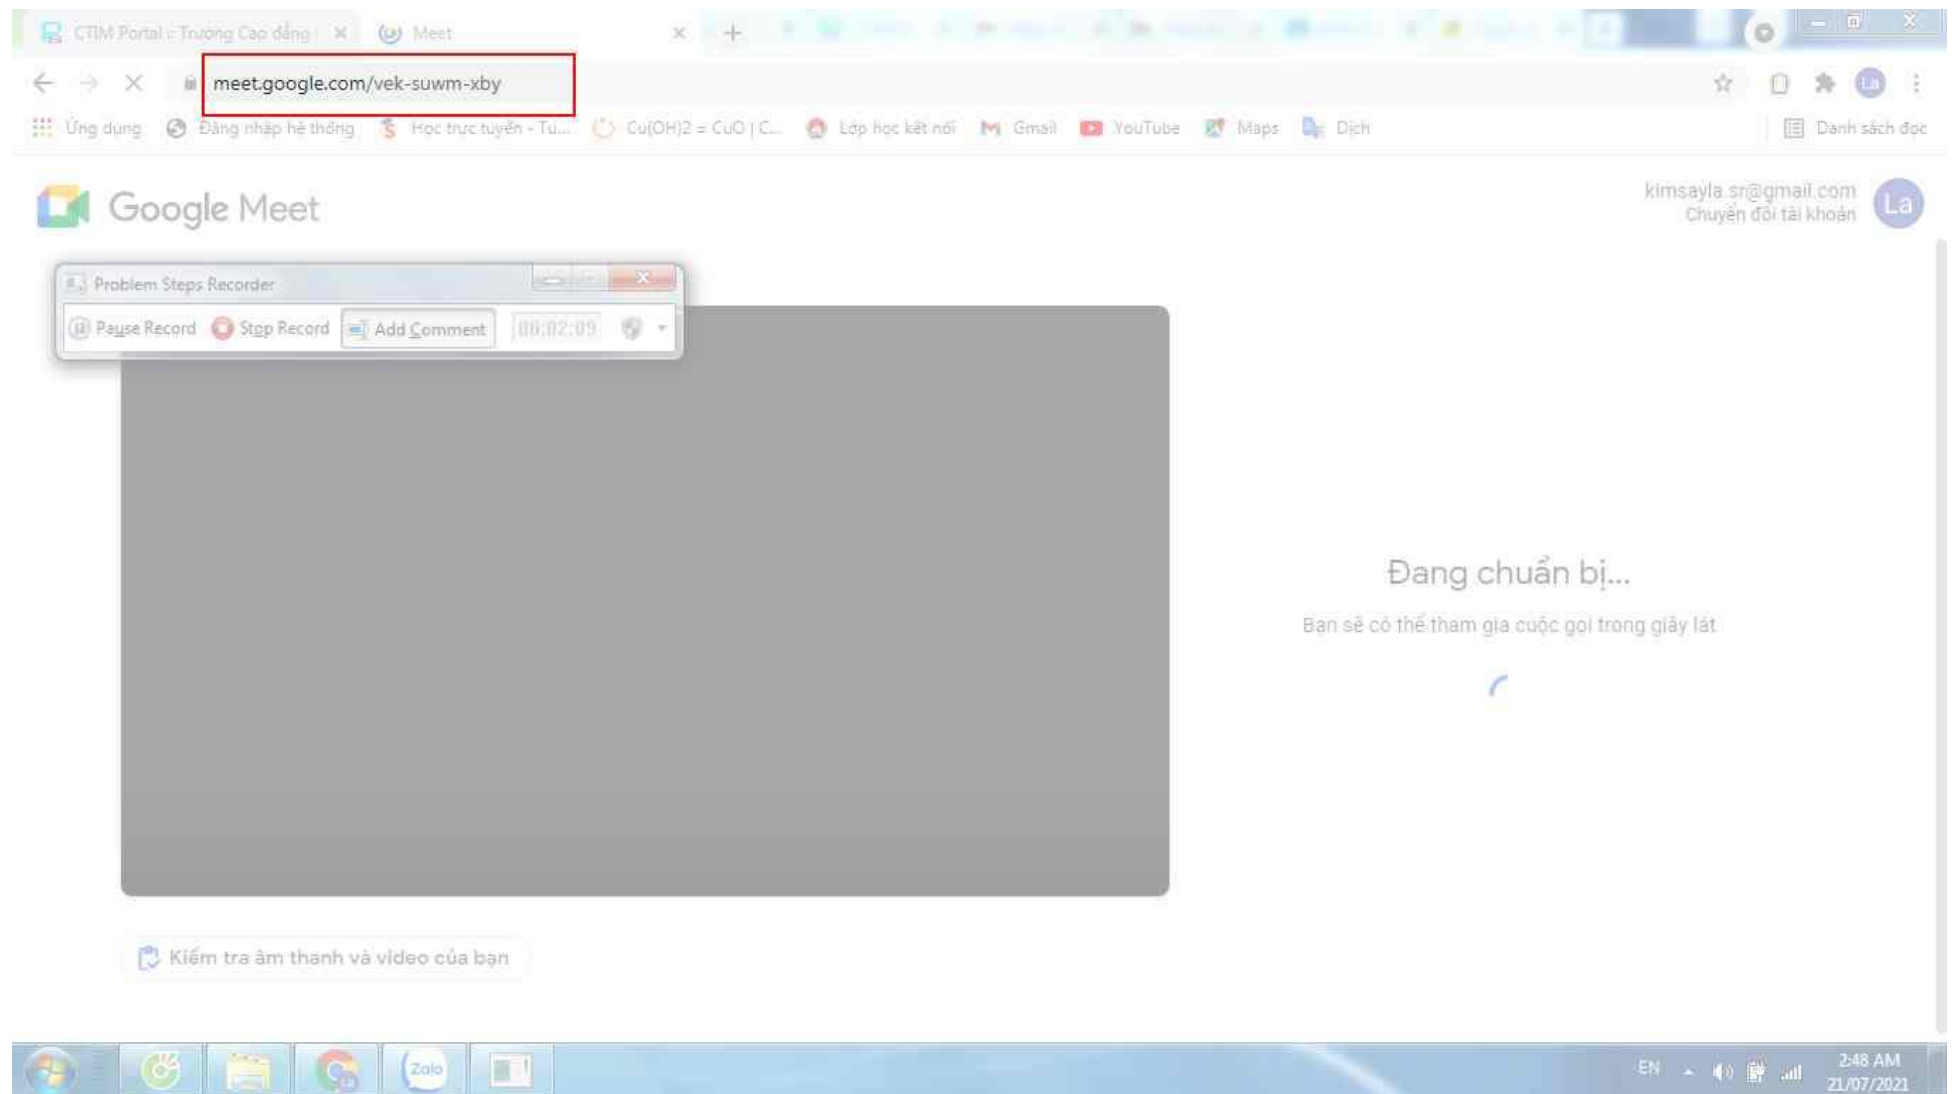 CTIM Portal :: Trường Cao đẳng
Meet
meet.google.com/vek-suwm-xby
La
Ứng dụng
Đăng nhập hệ thống
Học trực tuyến - Tu...
Cu(OH)2 = CuO | C...
Lớp học kết nối
Gmail
YouTube
Maps
Dịch
Danh sách đọc
Google Meet
kimsayla.sr@gmail.com
Chuyển đổi tài khoản
La
Problem Steps Recorder
Pause Record
Stop Record
Add Comment
00:02:09
Đang chuẩn bị...
Bạn sẽ có thể tham gia cuộc gọi trong giây lát
Kiểm tra âm thanh và video của bạn
Zalo
EN
2:48 AM
21/07/2021